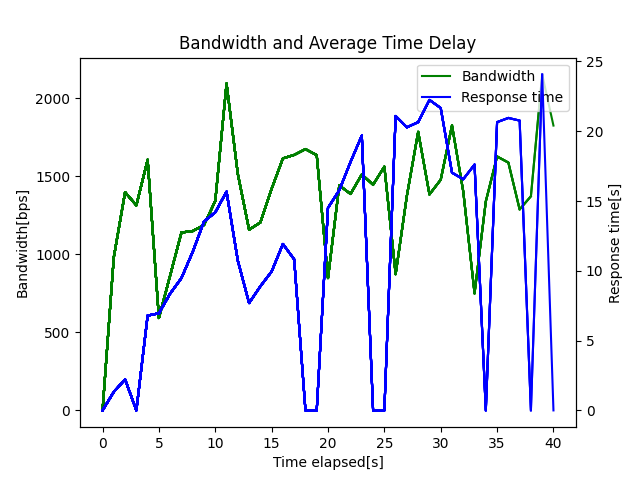 Bandwidth and Average Time Delay
Bandwidth
Response time
Bandwidth[bps]
2000
1500
1000
500
0
25
20
15
10
5
0
Response time[s]
0 5 10 15 20 25 30 35 40
Time elapsed[s]